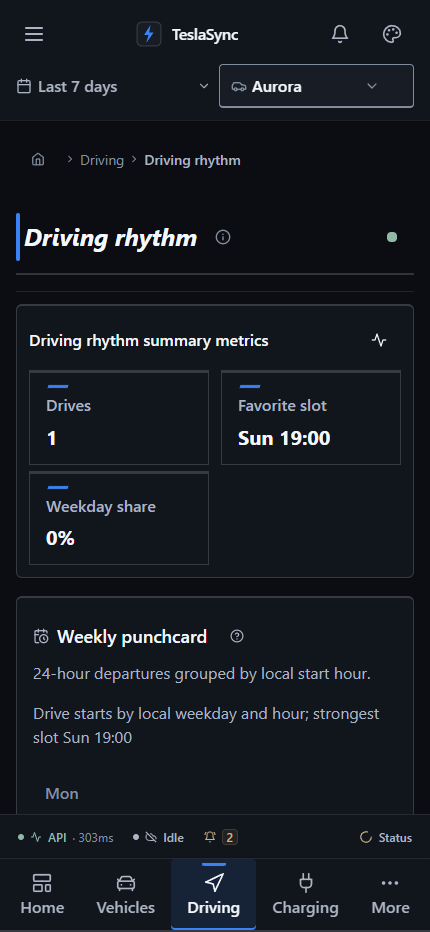 TeslaSync
Last 7 days
Aurora
Driving
Driving rhythm
Driving rhythm
Driving rhythm summary metrics
Drives
1
Favorite slot
Sun 19:00
Weekday share
0%
Weekly punchcard
24-hour departures grouped by local start hour.
Drive starts by local weekday and hour; strongest
slot Sun 19:00
Mon
API · 303ms
Idle
2
Status
Home
Vehicles
Driving
Charging
More